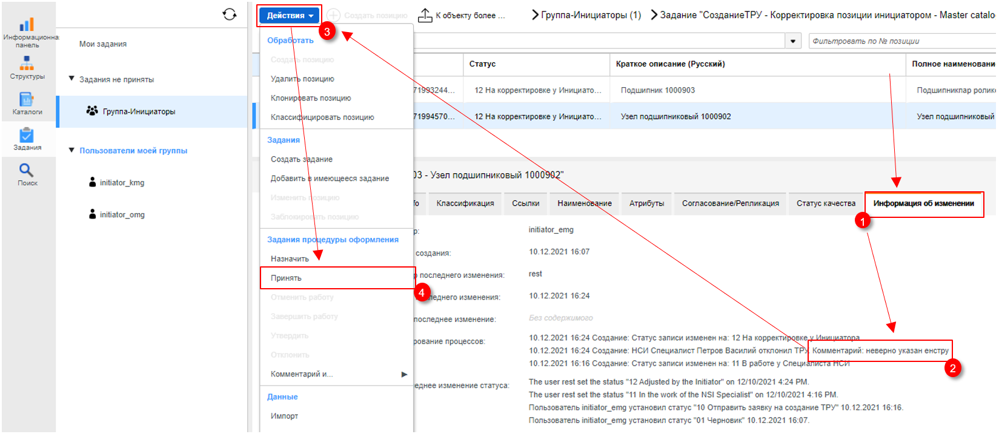 Информационна
панель
Структуры
Каталоги
Задания
Поиск
Мои задания
Задания не приняты
Группа-Инициаторы
Пользователи моей группы
initiator_kmg
initiator_omg
Действия
3
Создать позицию
К объекту более ...
Группа-Инициаторы (1)
Задание "СозданиеТРУ - Корректировка позиции инициатором - Master catalo
Фильтровать по № позиции
Обработать
Создать позицию
Удалить позицию
Клонировать позицию
Классифицировать позицию
Задания
Создать задание
Добавить в имеющееся задание
Изменить позицию
Заблокировать позицию
Задания процедуры оформления
Назначить
Принять
4
Отменить работу
Завершить работу
Утвердить
Отклонить
Комментарий и...
Данные
Импорт
Статус
Краткое описание (Русский)
Полное наименовани
71993244...
12 На корректировке у Инициато...
Подшипник 1000903
Подшипникпар ролико
71994570...
12 На корректировке у Инициато...
Узел подшипниковый 1000902
Узел подшипниковый
03 - Узел подшипниковый 1000902"
fo
Классификация
Ссылки
Наименование
Атрибуты
Согласование/Репликация
Статус качества
Информация об изменении
1
р:
initiator_emg
создания:
10.12.2021 16:07
р последнего изменения:
rest
последнего изменения:
10.12.2021 16:24
последнее изменение:
Без содержимого
рование процессов:
10.12.2021 16:24 Создание: Статус записи изменен на: 12 На корректировке у Инициатора
10.12.2021 16:24 Создание: НСИ Специалист Петров Василий отклонил ТРУ. Комментарий: неверно указан енстру
10.12.2021 16:16 Создание: Статус записи изменен на: 11 В работе у Специалиста НСИ
2
еднее изменение статуса:
The user rest set the status "12 Adjusted by the Initiator" on 12/10/2021 4:24 PM.
The user rest set the status "11 In the work of the NSI Specialist" on 12/10/2021 4:16 PM.
Пользователь initiator_emg установил статус "10 Отправить заявку на создание ТРУ" 10.12.2021 16:16.
Пользователь initiator_emg установил статус "01 Черновик" 10.12.2021 16:07.